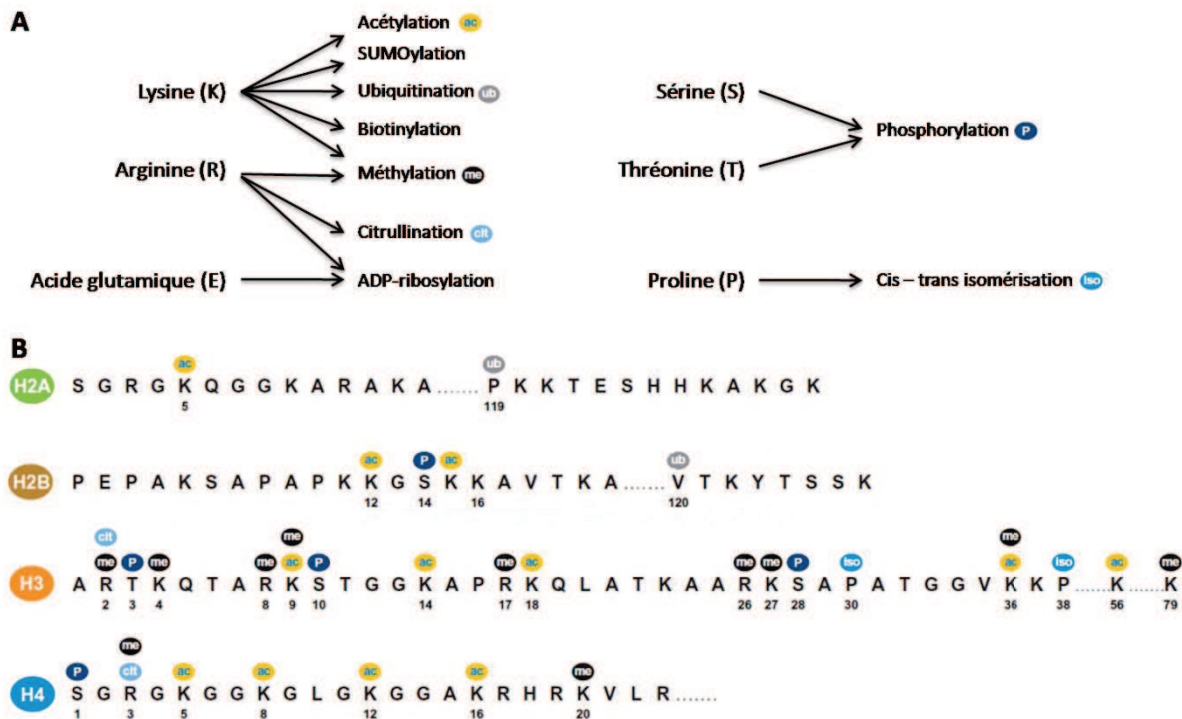 A
Acétylation ac
SUMOylation
Lysine (K)
Ubiquitination ub
Biotinylation
Arginine (R)
Méthylation me
Citrullination cit
Acide glutamique (E)
ADP-ribosylation
Sérine (S)
Phosphorylation P
Thréonine (T)
Proline (P)
Cis – trans isomérisation iso
B
ac ub
H2A S G R G K Q G G K A R A K A ....... P K K T E S H H K A K G K
5 119
ac P ac ub
H2B P E P A K S A P A P K K G S K K A V T K A ....... V T K Y T S S K
12 14 16 120
cit me me
me P me me ac P ac me ac me me P iso ac iso ac me
H3 A R T K Q T A R K S T G G K A P R K Q L A T K A A R K S A P A T G G V K K P ...... K ...... K
2 3 4 8 9 10 14 17 18 26 27 28 30 36 38 56 79
me
P cit ac ac ac ac me
H4 S G R G K G G K G L G K G G A K R H R K V L R .......
1 3 5 8 12 16 20